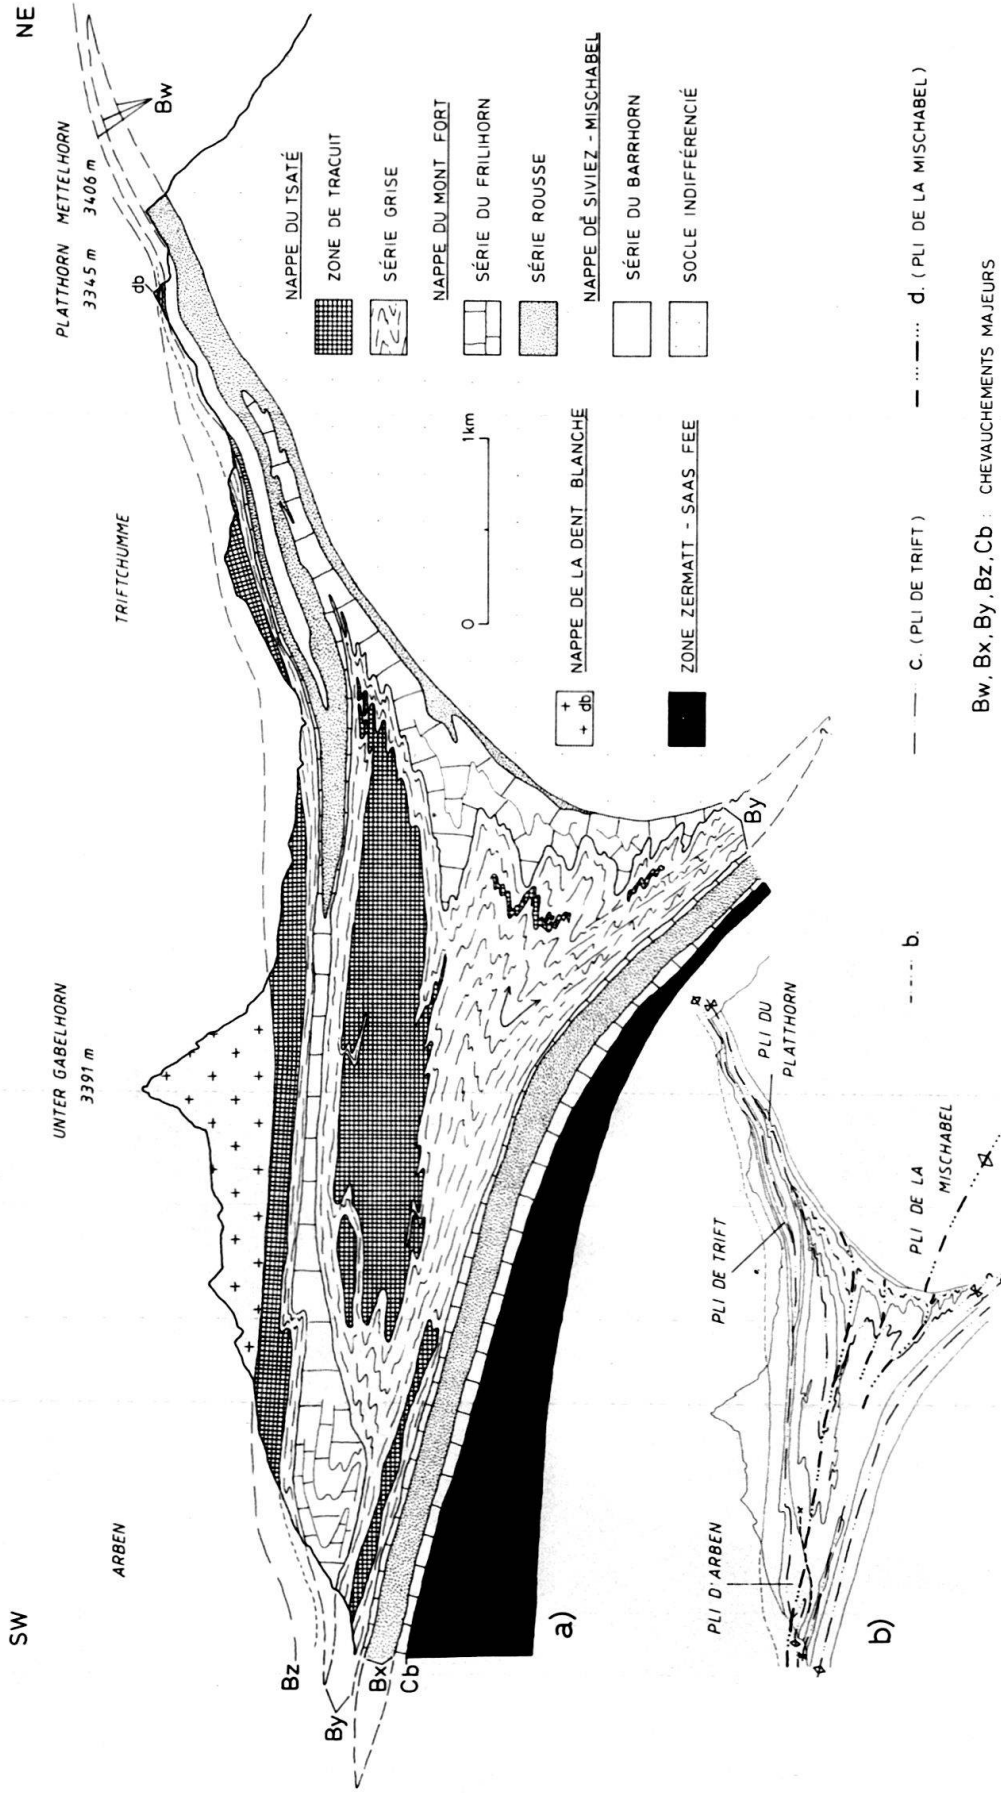 SW
NE
ARBEN
UNTER GABELHORN
3391 m
TRIFTCHUMME
PLATTHORN METTELHORN
3345 m 3406 m
db
Bw
Bz
By
Bx
Cb
By
?
a)
0 1km
NAPPE DU TSATÉ
ZONE DE TRACUIT
SÉRIE GRISE
NAPPE DU MONT FORT
SÉRIE DU FRILIHORN
SÉRIE ROUSSE
NAPPE DE SIVIEZ - MISCHABEL
SÉRIE DU BARRHORN
SOCLE INDIFFÉRENCIÉ
NAPPE DE LA DENT BLANCHE
db
ZONE ZERMATT - SAAS FEE
b)
PLI D'ARBEN
PLI DE TRIFT
PLI DU
PLATTHORN
PLI DE LA
MISCHABEL
b.
c. (PLI DE TRIFT)
d. (PLI DE LA MISCHABEL)
Bw, Bx, By, Bz, Cb : CHEVAUCHEMENTS MAJEURS